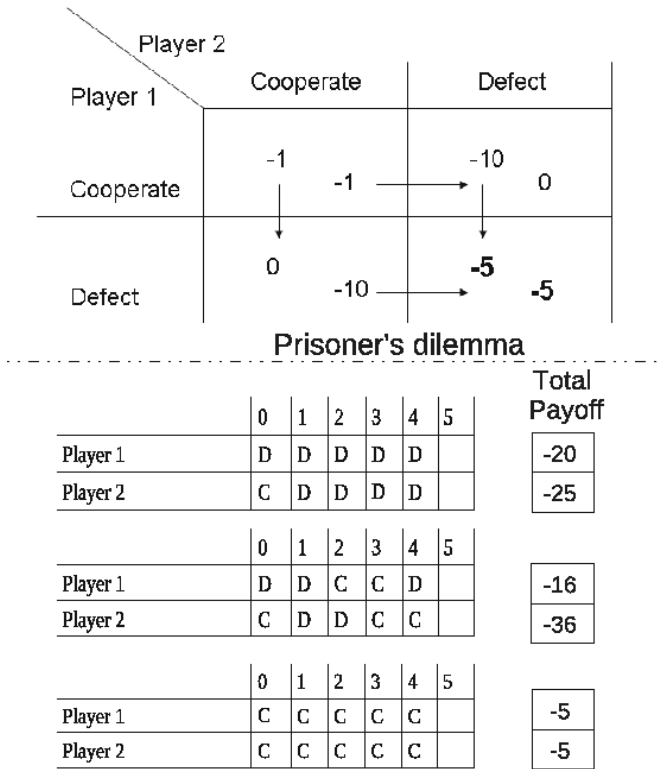 Player 2
Player 1
Cooperate Defect
Cooperate
-1 -1 -10 0
Defect
0 -10 -5 -5
Prisoner's dilemma
Total
Payoff
0 1 2 3 4 5
Player 1 D D D D D -20
Player 2 C D D D D -25
0 1 2 3 4 5
Player 1 D D C C D -16
Player 2 C D D C C -36
0 1 2 3 4 5
Player 1 C C C C C -5
Player 2 C C C C C -5